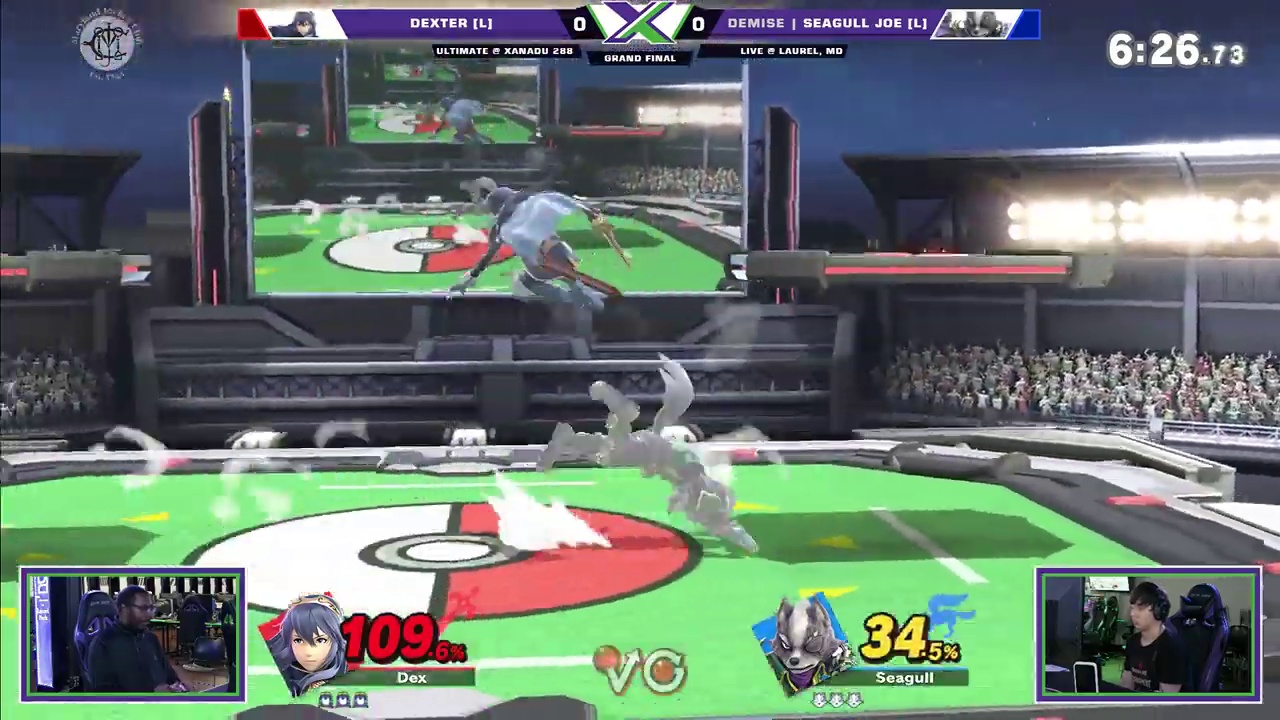 DEXTER [L]
0
0
DEMISE | SEAGULL JOE [L]
ULTIMATE @ XANADU 288
GRAND FINAL
LIVE @ LAUREL, MD
6:26.73
109.6%
Dex
VS
34.5%
Seagull